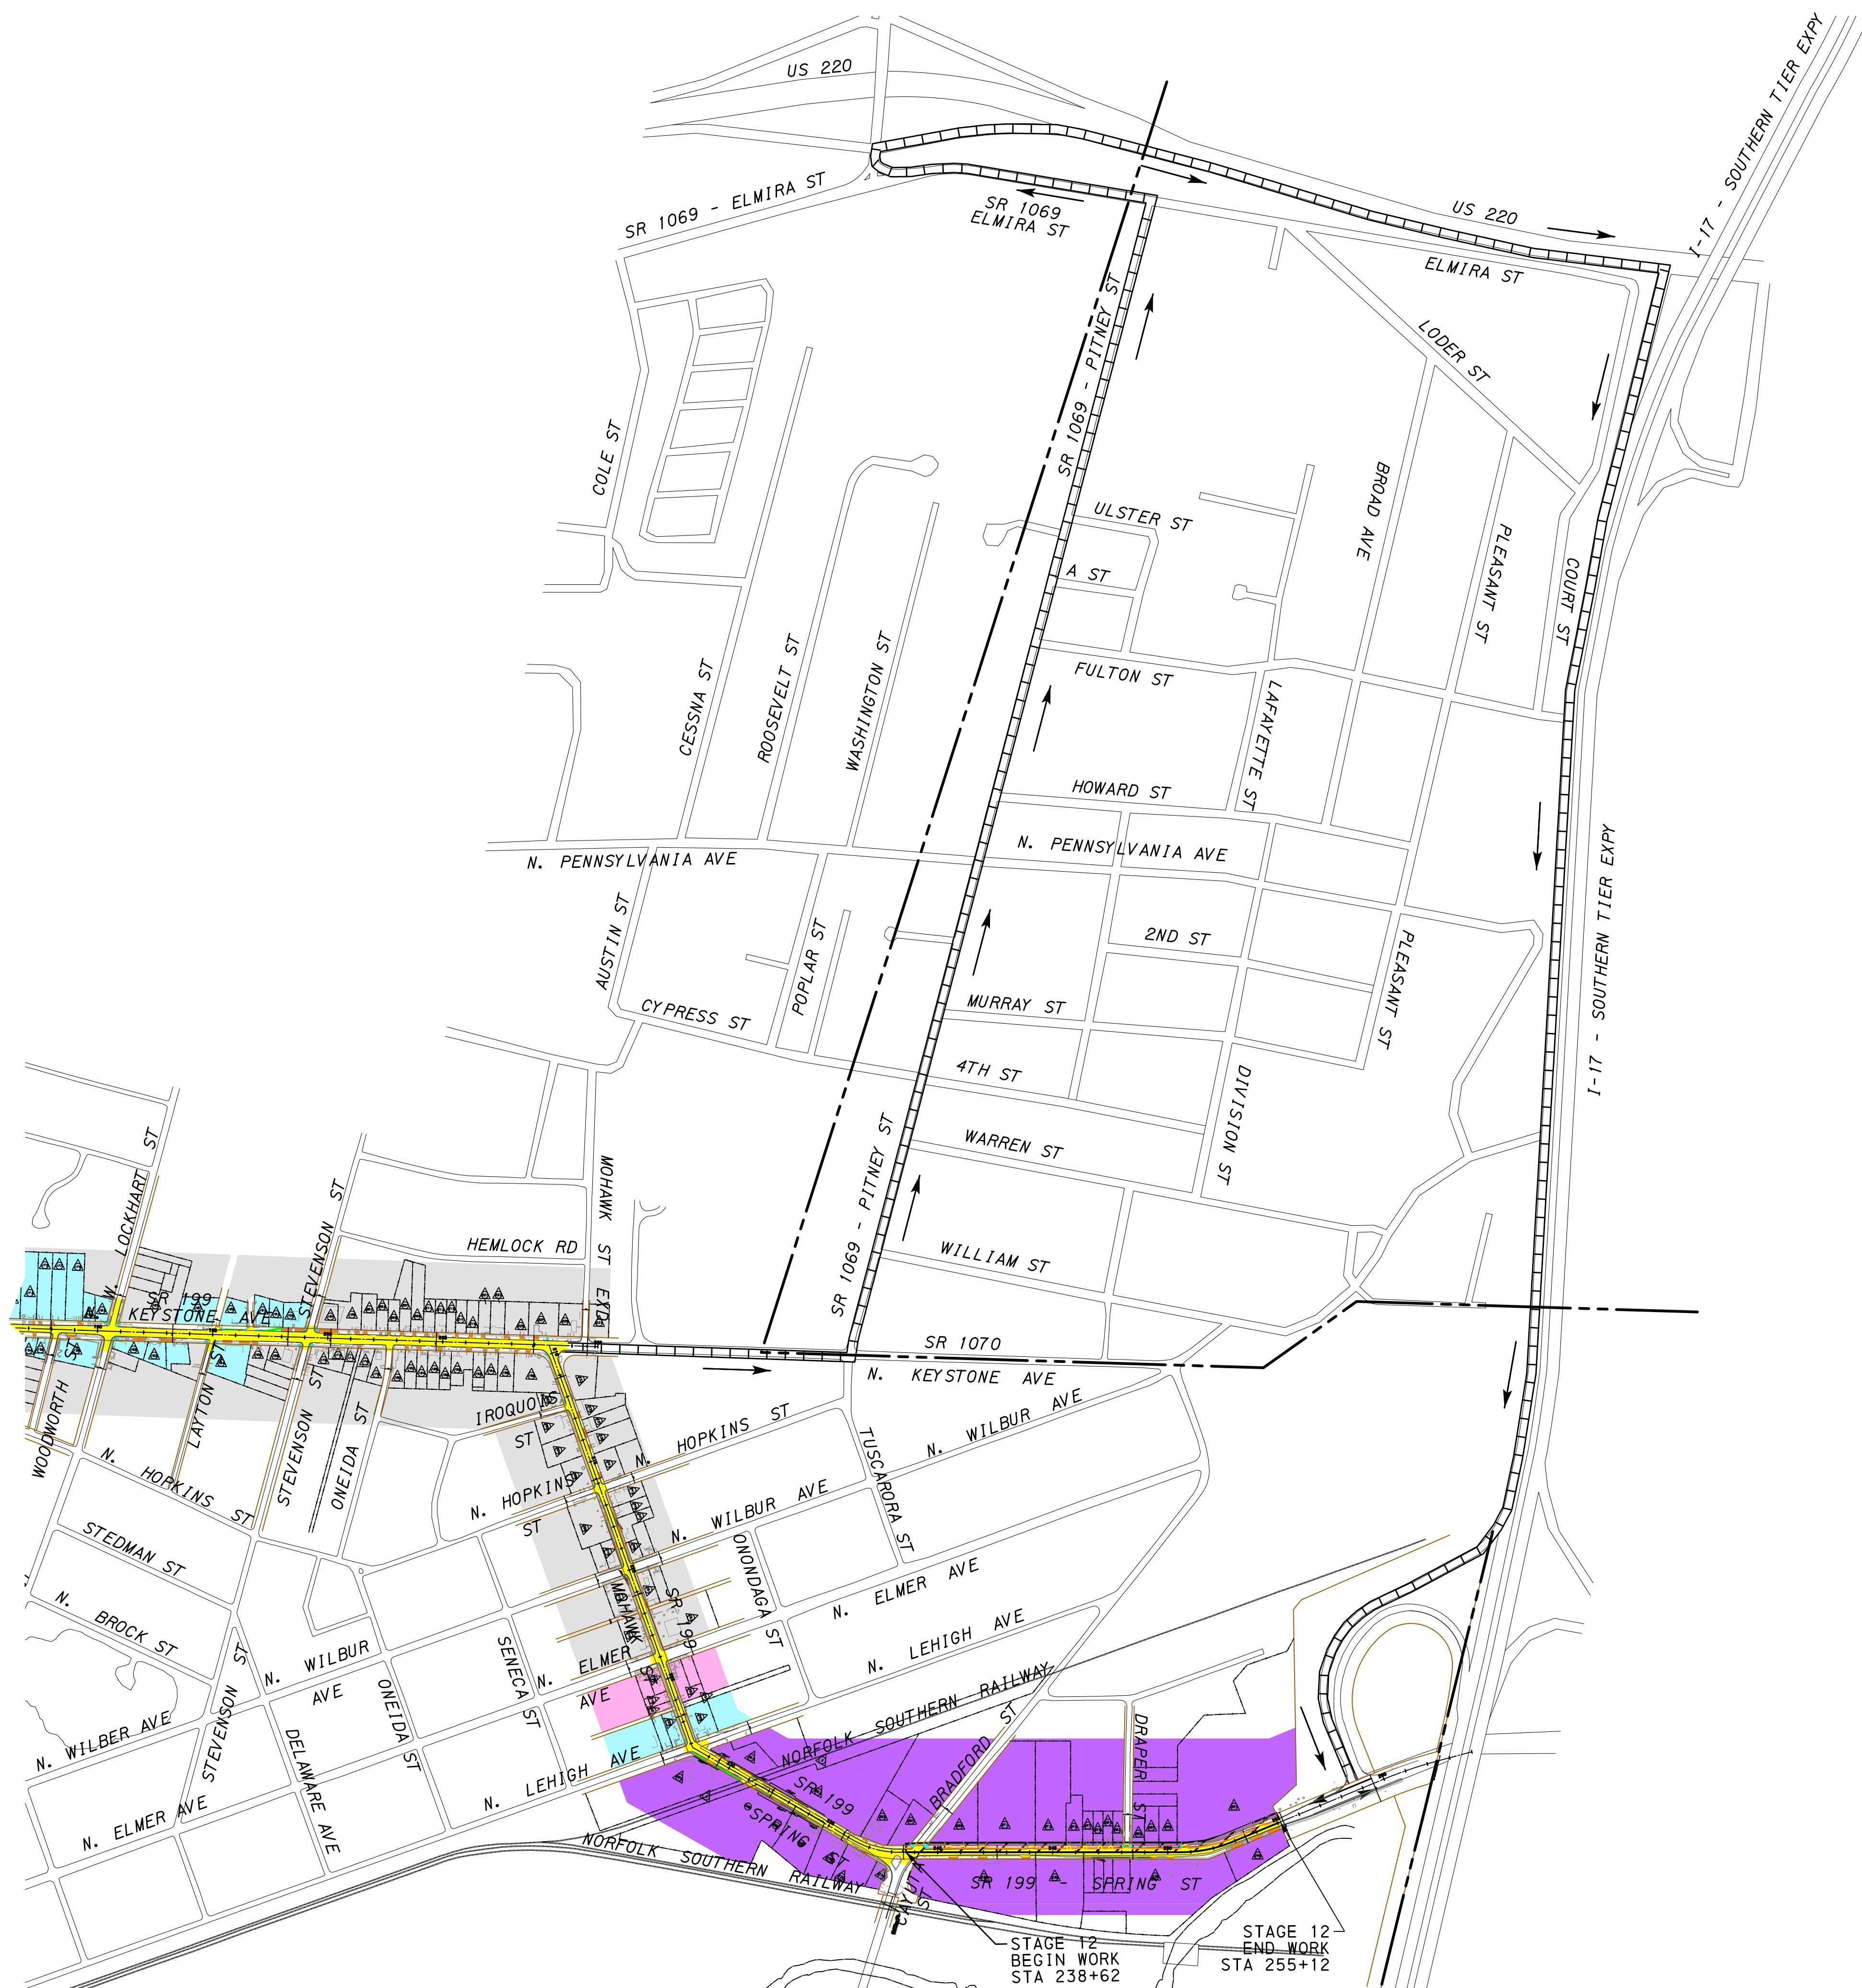 US 220
I-17 - SOUTHERN TIER EXPY
SR 1069 - ELMIRA ST
SR 1069
ELMIRA ST
US 220
ELMIRA ST
LODER ST
SR 1069 - PITNEY ST
COLE ST
BROAD AVE
PLEASANT ST
COURT ST
ULSTER ST
A ST
FULTON ST
LAFAYETTE ST
CESSNA ST
ROOSEVELT ST
WASHINGTON ST
HOWARD ST
N. PENNSYLVANIA AVE
N. PENNSYLVANIA AVE
I-17 - SOUTHERN TIER EXPY
AUSTIN ST
POPLAR ST
2ND ST
PLEASANT ST
CYPRESS ST
MURRAY ST
4TH ST
DIVISION ST
WARREN ST
SR 1069 - PITNEY ST
WILLIAM ST
MOHAWK ST EXD
HEMLOCK RD
W. LOCKHART ST
STEVENSON ST
SR 199
N. KEYSTONE AVE
SR 1070
N. KEYSTONE AVE
WOODWORTH ST
LAYTON ST
STEVENSON ST
ONEIDA ST
IROQUOIS
ST
N. HOPKINS ST
N. HOPKINS
ST
N. HOPKINS ST
N. WILBUR AVE
N. WILBUR AVE
TUSCARORA ST
ONONDAGA ST
STEDMAN ST
N. BROCK ST
MOHAWK ST
SR 199
N. ELMER AVE
N. ELMER
AVE
SENECA ST
N. WILBUR
AVE
ONEIDA ST
STEVENSON ST
DELAWARE AVE
N. WILBER AVE
N. ELMER AVE
N. LEHIGH AVE
N. LEHIGH AVE
NORFOLK SOUTHERN RAILWAY
BRADFORD ST
DRAPER ST
SR 199
SPRING ST
NORFOLK SOUTHERN RAILWAY
CAYUTA ST
SR 199 - SPRING ST
STAGE 12
BEGIN WORK
STA 238+62
STAGE 12
END WORK
STA 255+12